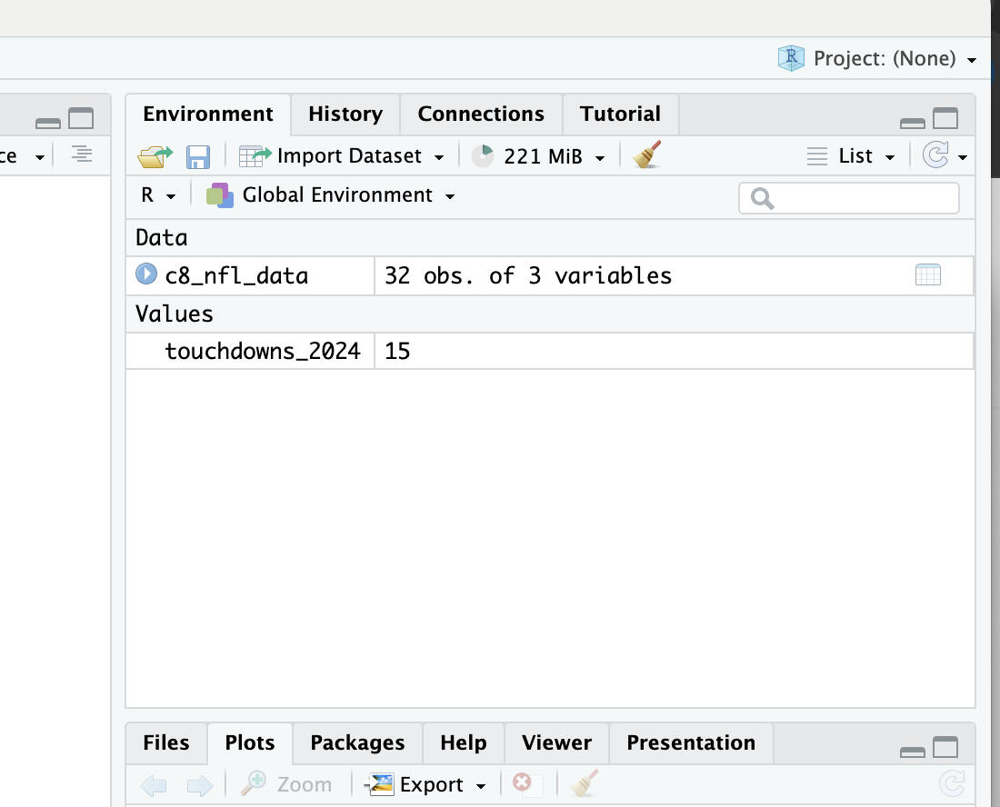 Project: (None)
Environment History Connections Tutorial
ce
Import Dataset 221 MiB List
R Global Environment
Data
c8_nfl_data 32 obs. of 3 variables
Values
touchdowns_2024 15
Files Plots Packages Help Viewer Presentation
Zoom Export